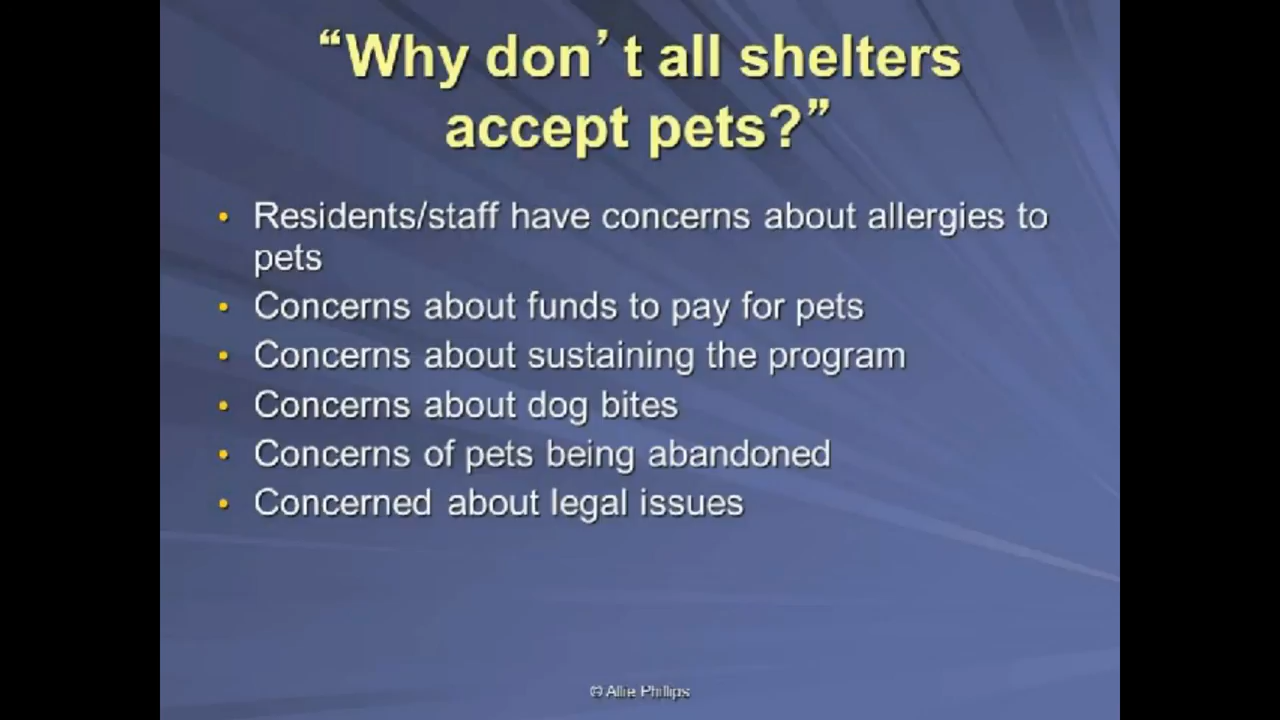 “Why don’t all shelters
accept pets?”
• Residents/staff have concerns about allergies to
pets
• Concerns about funds to pay for pets
• Concerns about sustaining the program
• Concerns about dog bites
• Concerns of pets being abandoned
• Concerned about legal issues
© Allie Phillips